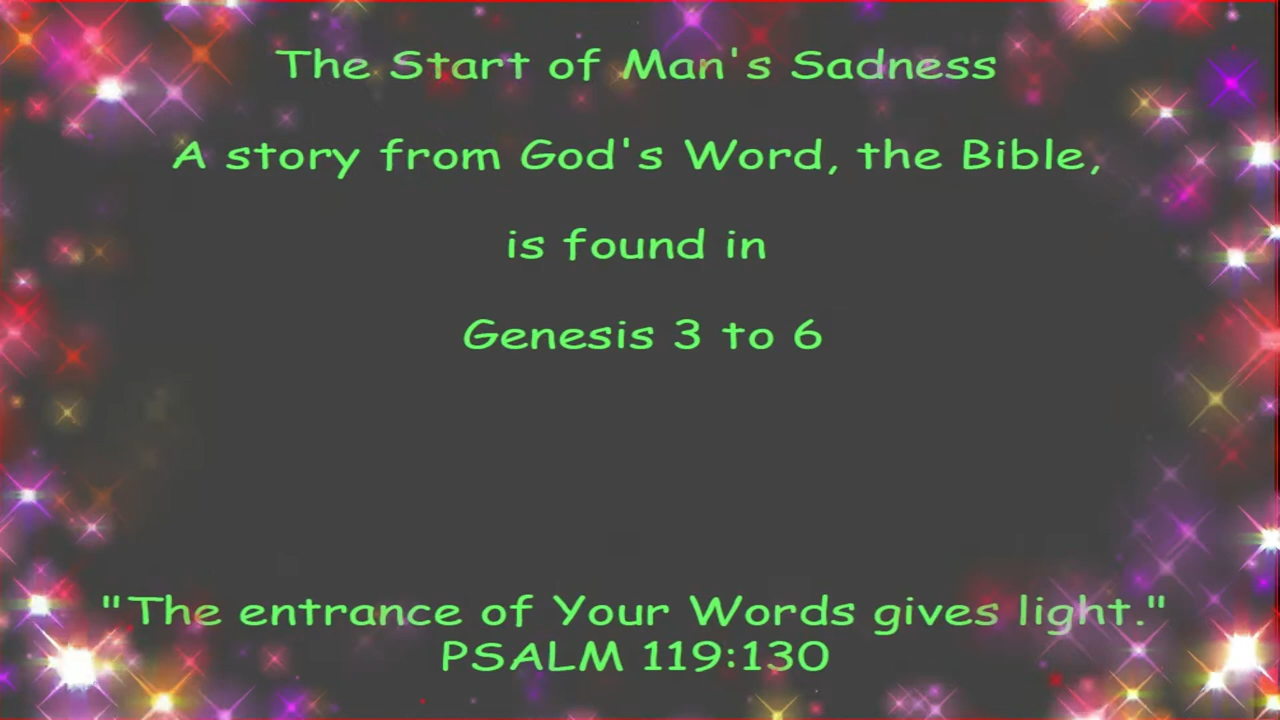 The Start of Man's Sadness
A story from God's Word, the Bible,
is found in
Genesis 3 to 6
"The entrance of Your Words gives light."
PSALM 119:130